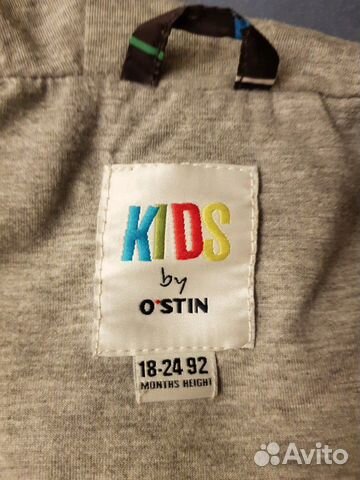 KIDS
by
O'STIN
18-24 92
MONTHS HEIGHT
Avito